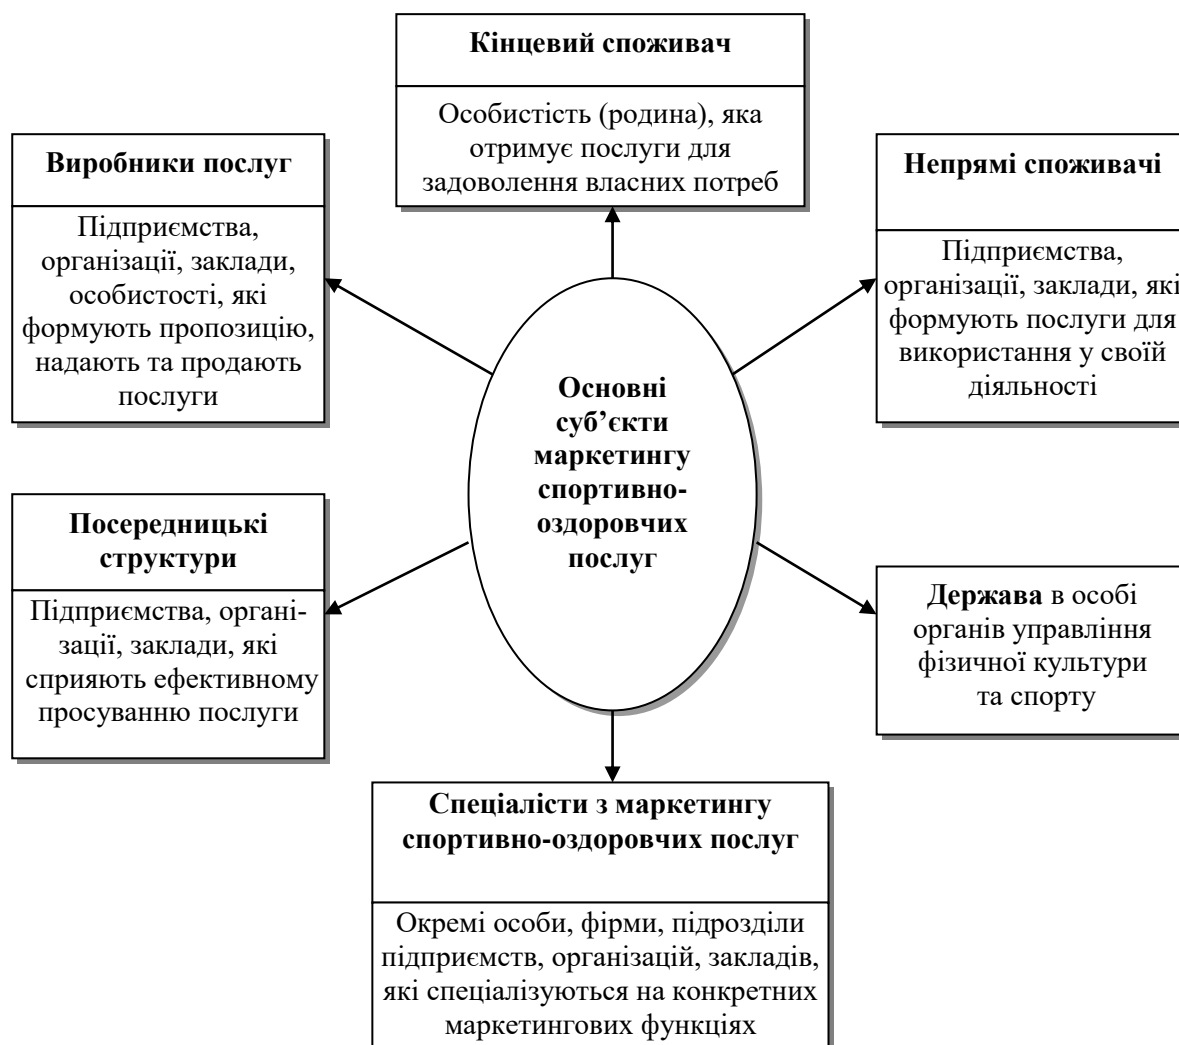 Кінцевий споживач
Особистість (родина), яка
отримує послуги для
задоволення власних потреб
Виробники послуг
Підприємства,
організації, заклади,
особистості, які
формують пропозицію,
надають та продають
послуги
Непрямі споживачі
Підприємства,
організації, заклади, які
формують послуги для
використання у своїй
діяльності
Основні
суб’єкти
маркетингу
спортивно-
оздоровчих
послуг
Посередницькі
структури
Підприємства, органі-
зації, заклади, які
сприяють ефективному
просуванню послуги
Держава в особі
органів управління
фізичної культури
та спорту
Спеціалісти з маркетингу
спортивно-оздоровчих послуг
Окремі особи, фірми, підрозділи
підприємств, організацій, закладів,
які спеціалізуються на конкретних
маркетингових функціях